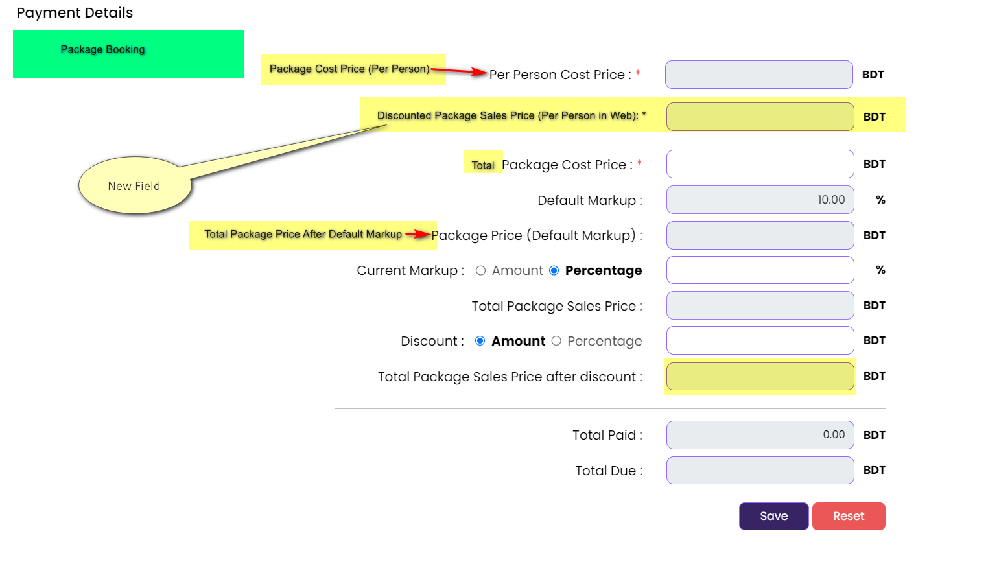 Payment Details
Package Booking
Package Cost Price (Per Person) Per Person Cost Price : * BDT
Discounted Package Sales Price (Per Person in Web): * BDT
New Field
Total Package Cost Price : * BDT
Default Markup : 10.00 %
Total Package Price After Default Markup Package Price (Default Markup) : BDT
Current Markup : Amount Percentage %
Total Package Sales Price : BDT
Discount : Amount Percentage BDT
Total Package Sales Price after discount : BDT
Total Paid : 0.00 BDT
Total Due : BDT
Save Reset